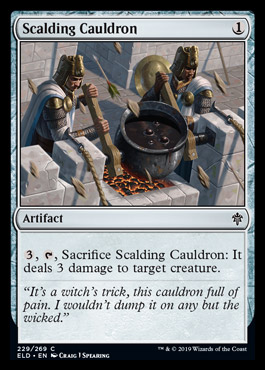 Scalding Cauldron 1
Artifact
3, T, Sacrifice Scalding Cauldron: It
deals 3 damage to target creature.
"It's a witch's trick, this cauldron full of
pain. I wouldn't dump it on any but the
wicked."
229/269 C
ELD • EN CRAIG J SPEARING
™ & © 2019 Wizards of the Coast